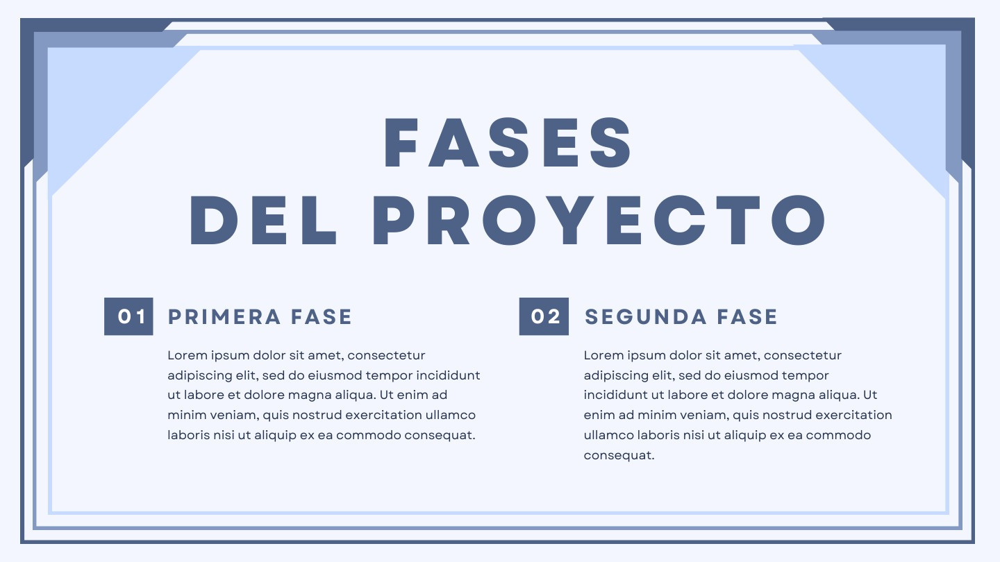 FASES
DEL PROYECTO
01 PRIMERA FASE
Lorem ipsum dolor sit amet, consectetur
adipiscing elit, sed do eiusmod tempor incididunt
ut labore et dolore magna aliqua. Ut enim ad
minim veniam, quis nostrud exercitation ullamco
laboris nisi ut aliquip ex ea commodo consequat.
02 SEGUNDA FASE
Lorem ipsum dolor sit amet, consectetur
adipiscing elit, sed do eiusmod tempor
incididunt ut labore et dolore magna aliqua. Ut
enim ad minim veniam, quis nostrud exercitation
ullamco laboris nisi ut aliquip ex ea commodo
consequat.